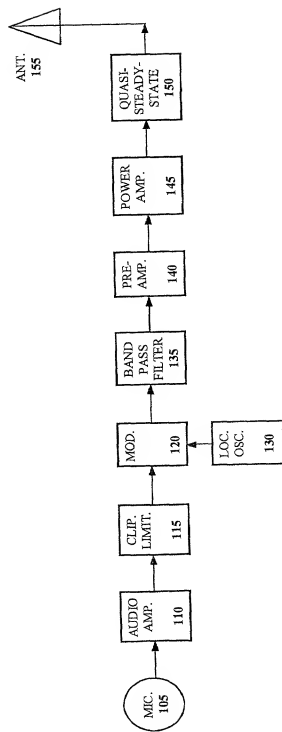 MIC.
105
AUDIO
AMP.
110
CLIP.
LIMIT.
115
MOD.
120
LOC.
OSC.
130
BAND
PASS
FILTER
135
PRE-
AMP.
140
POWER
AMP.
145
QUASI-
STEADY-
STATE
150
ANT.
155